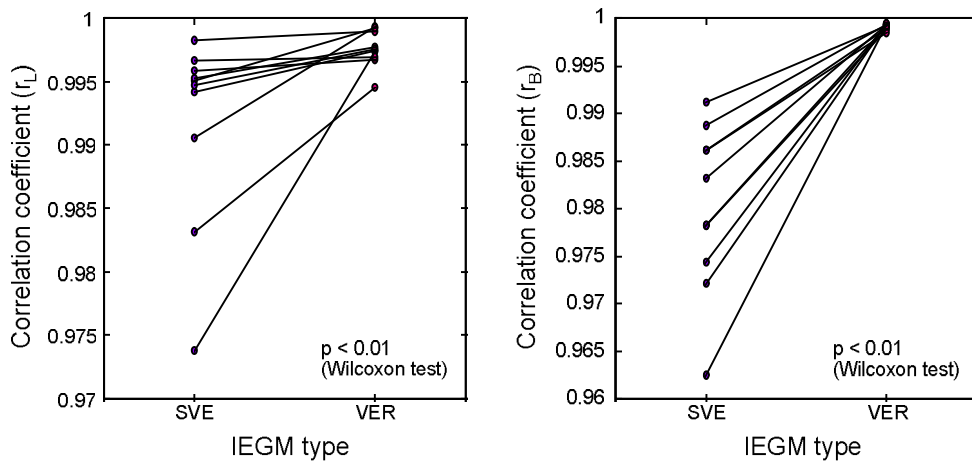 Correlation coefficient (rL)
1
0.995
0.99
0.985
0.98
0.975
0.97
p < 0.01
(Wilcoxon test)
SVE
VER
IEGM type
Correlation coefficient (rB)
1
0.995
0.99
0.985
0.98
0.975
0.97
0.965
0.96
p < 0.01
(Wilcoxon test)
SVE
VER
IEGM type